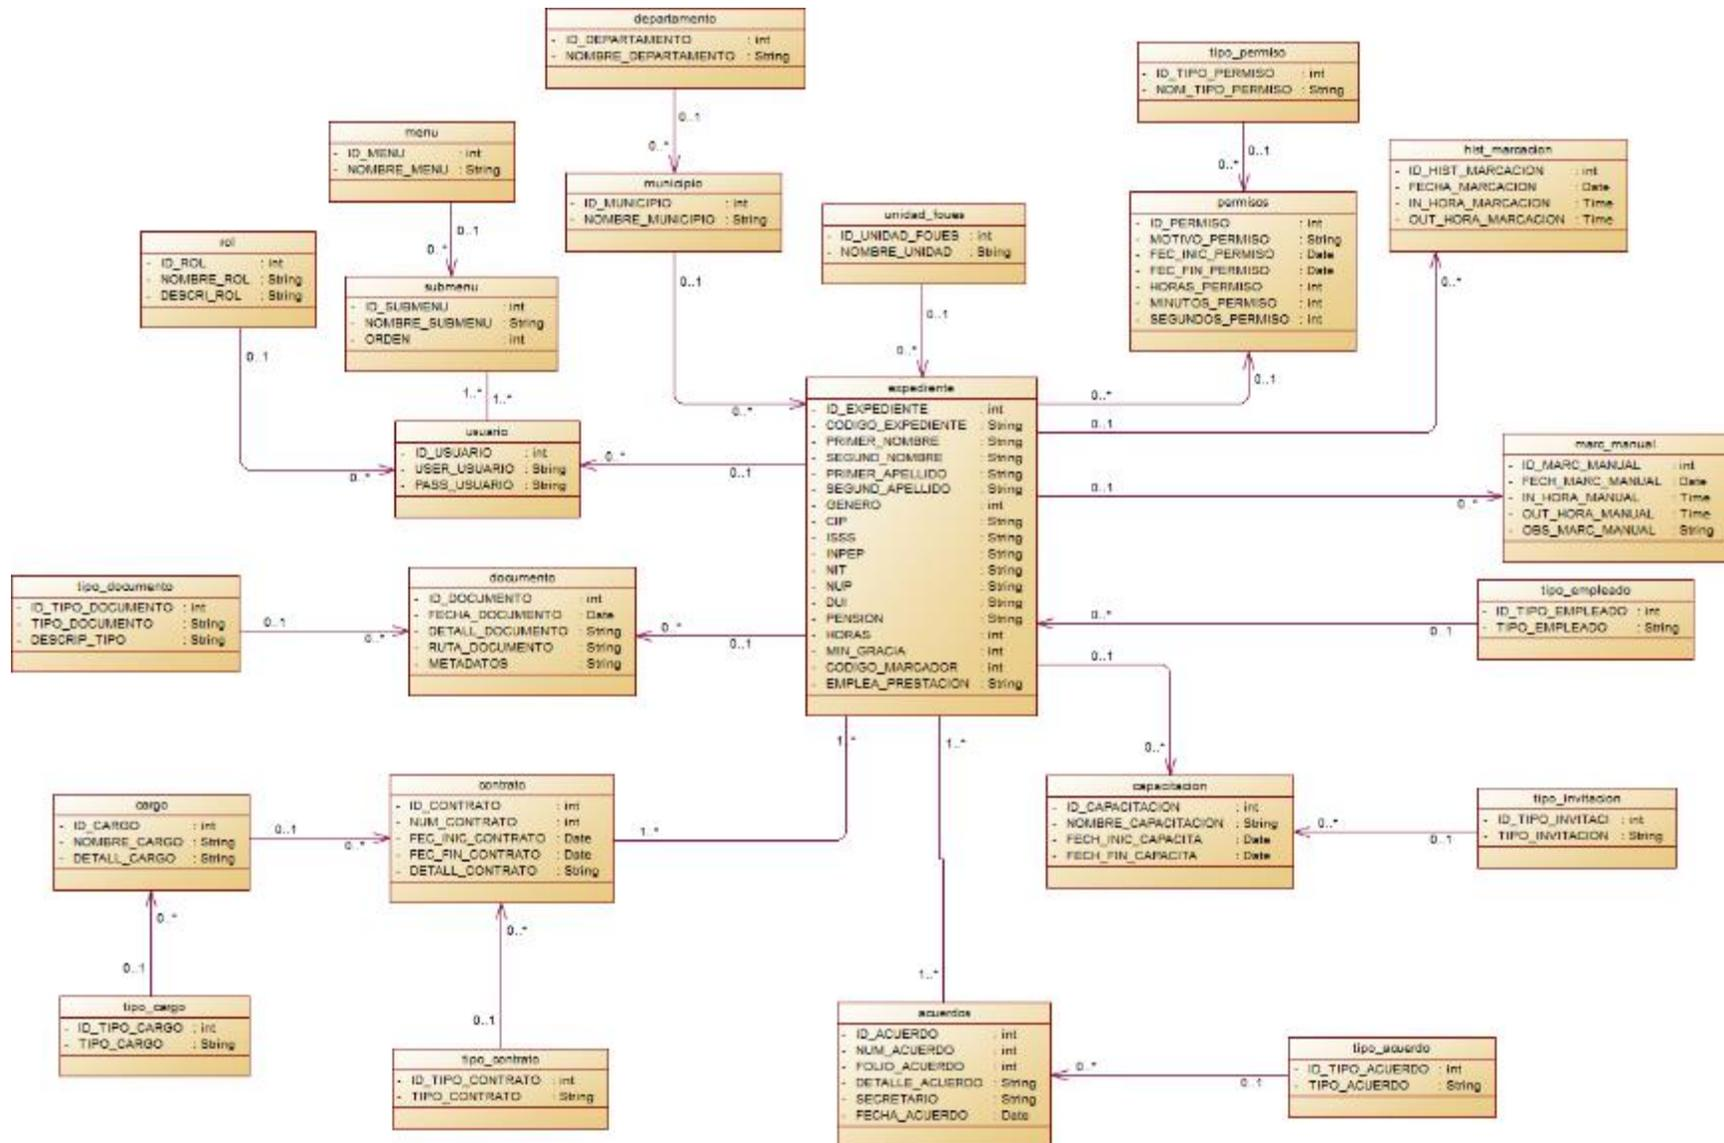 departamento
- ID_DEPARTAMENTO : int
- NOMBRE_DEPARTAMENTO : String
0..1
0..*
tipo_permiso
- ID_TIPO_PERMISO : int
- NOM_TIPO_PERMISO : String
0..1
0..*
menu
- ID_MENU : int
- NOMBRE_MENU : String
0..1
0..*
hist_marcacion
- ID_HIST_MARCACION : int
- FECHA_MARCACION : Date
- IN_HORA_MARCACION : Time
- OUT_HORA_MARCACION : Time
0..*
municipio
- ID_MUNICIPIO : int
- NOMBRE_MUNICIPIO : String
0..1
0..*
unidad_foues
- ID_UNIDAD_FOUES : int
- NOMBRE_UNIDAD : String
0..1
0..*
permisos
- ID_PERMISO : int
- MOTIVO_PERMISO : String
- FEC_INIC_PERMISO : Date
- FEC_FIN_PERMISO : Date
- HORAS_PERMISO : int
- MINUTOS_PERMISO : int
- SEGUNDOS_PERMISO : int
0..1
rol
- ID_ROL : int
- NOMBRE_ROL : String
- DESCRI_ROL : String
0..1
0..*
submenu
- ID_SUBMENU : int
- NOMBRE_SUBMENU : String
- ORDEN : int
1..*
1..*
usuario
- ID_USUARIO : int
- USER_USUARIO : String
- PASS_USUARIO : String
0..*
0..1
expediente
- ID_EXPEDIENTE : int
- CODIGO_EXPEDIENTE : String
- PRIMER_NOMBRE : String
- SEGUND_NOMBRE : String
- PRIMER_APELLIDO : String
- SEGUND_APELLIDO : String
- GENERO : int
- CIP : String
- ISSS : String
- INPEP : String
- NIT : String
- NUP : String
- DUI : String
- PENSION : String
- HORAS : int
- MIN_GRACIA : int
- CODIGO_MARCADOR : int
- EMPLEA_PRESTACION : String
0..*
0..1
0..1
0..*
marc_manual
- ID_MARC_MANUAL : int
- FECH_MARC_MANUAL : Date
- IN_HORA_MANUAL : Time
- OUT_HORA_MANUAL : Time
- OBS_MARC_MANUAL : String
tipo_documento
- ID_TIPO_DOCUMENTO : int
- TIPO_DOCUMENTO : String
- DESCRIP_TIPO : String
0..1
0..*
documento
- ID_DOCUMENTO : int
- FECHA_DOCUMENTO : Date
- DETALL_DOCUMENTO : String
- RUTA_DOCUMENTO : String
- METADATOS : String
0..*
0..1
tipo_empleado
- ID_TIPO_EMPLEADO : int
- TIPO_EMPLEADO : String
0..*
0..1
0..1
0..*
1..*
1..*
cargo
- ID_CARGO : int
- NOMBRE_CARGO : String
- DETALL_CARGO : String
0..1
0..*
contrato
- ID_CONTRATO : int
- NUM_CONTRATO : int
- FEC_INIC_CONTRATO : Date
- FEC_FIN_CONTRATO : Date
- DETALL_CONTRATO : String
1..*
capacitacion
- ID_CAPACITACION : int
- NOMBRE_CAPACITACION : String
- FECH_INIC_CAPACITA : Date
- FECH_FIN_CAPACITA : Date
0..*
0..1
tipo_invitacion
- ID_TIPO_INVITACI : int
- TIPO_INVITACION : String
0..*
0..1
0..*
0..1
tipo_cargo
- ID_TIPO_CARGO : int
- TIPO_CARGO : String
tipo_contrato
- ID_TIPO_CONTRATO : int
- TIPO_CONTRATO : String
1..*
acuerdos
- ID_ACUERDO : int
- NUM_ACUERDO : int
- FOLIO_ACUERDO : int
- DETALLE_ACUERDO : String
- SECRETARIO : String
- FECHA_ACUERDO : Date
0..*
0..1
tipo_acuerdo
- ID_TIPO_ACUERDO : int
- TIPO_ACUERDO : String